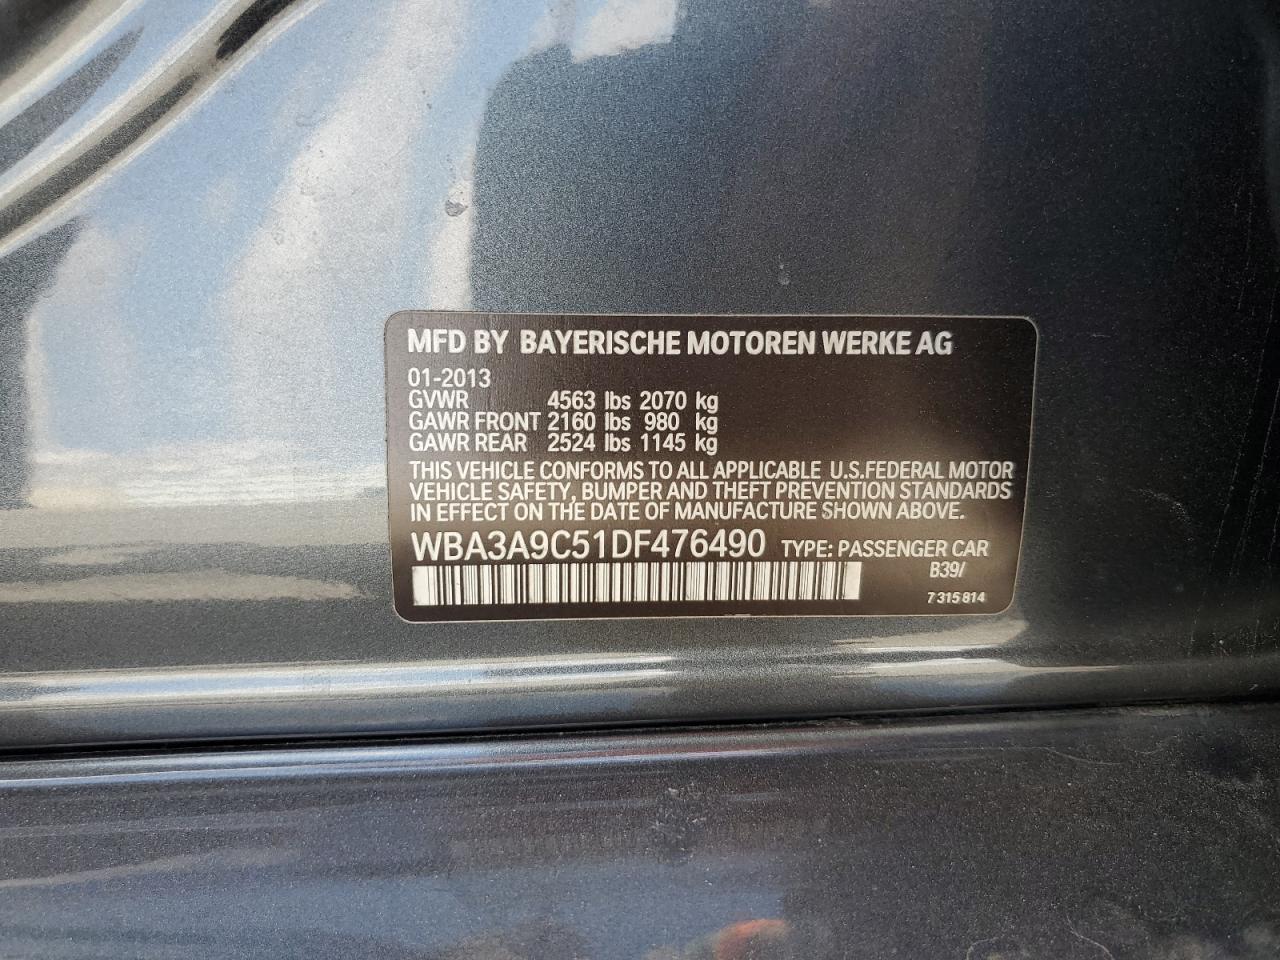 MFD BY BAYERISCHE MOTOREN WERKE AG
01-2013
GVWR 4563 lbs 2070 kg
GAWR FRONT 2160 lbs 980 kg
GAWR REAR 2524 lbs 1145 kg
THIS VEHICLE CONFORMS TO ALL APPLICABLE U.S.FEDERAL MOTOR
VEHICLE SAFETY, BUMPER AND THEFT PREVENTION STANDARDS
IN EFFECT ON THE DATE OF MANUFACTURE SHOWN ABOVE.
WBA3A9C51DF476490 TYPE: PASSENGER CAR
B39/
7 315 814